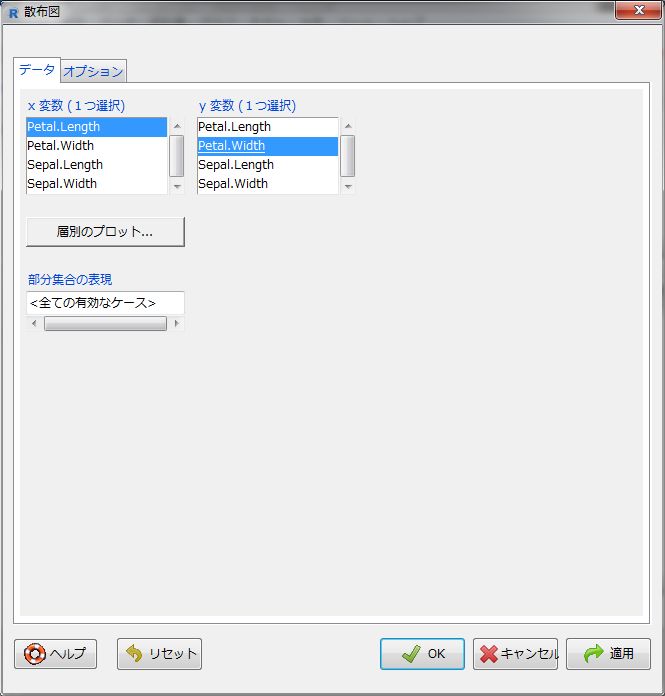 R 散布図
データ オプション
x 変数 (１つ選択) y 変数 (１つ選択)
Petal.Length Petal.Length
Petal.Width Petal.Width
Sepal.Length Sepal.Length
Sepal.Width Sepal.Width
層別のプロット...
部分集合の表現
<全ての有効なケース>
ヘルプ リセット OK キャンセル 適用